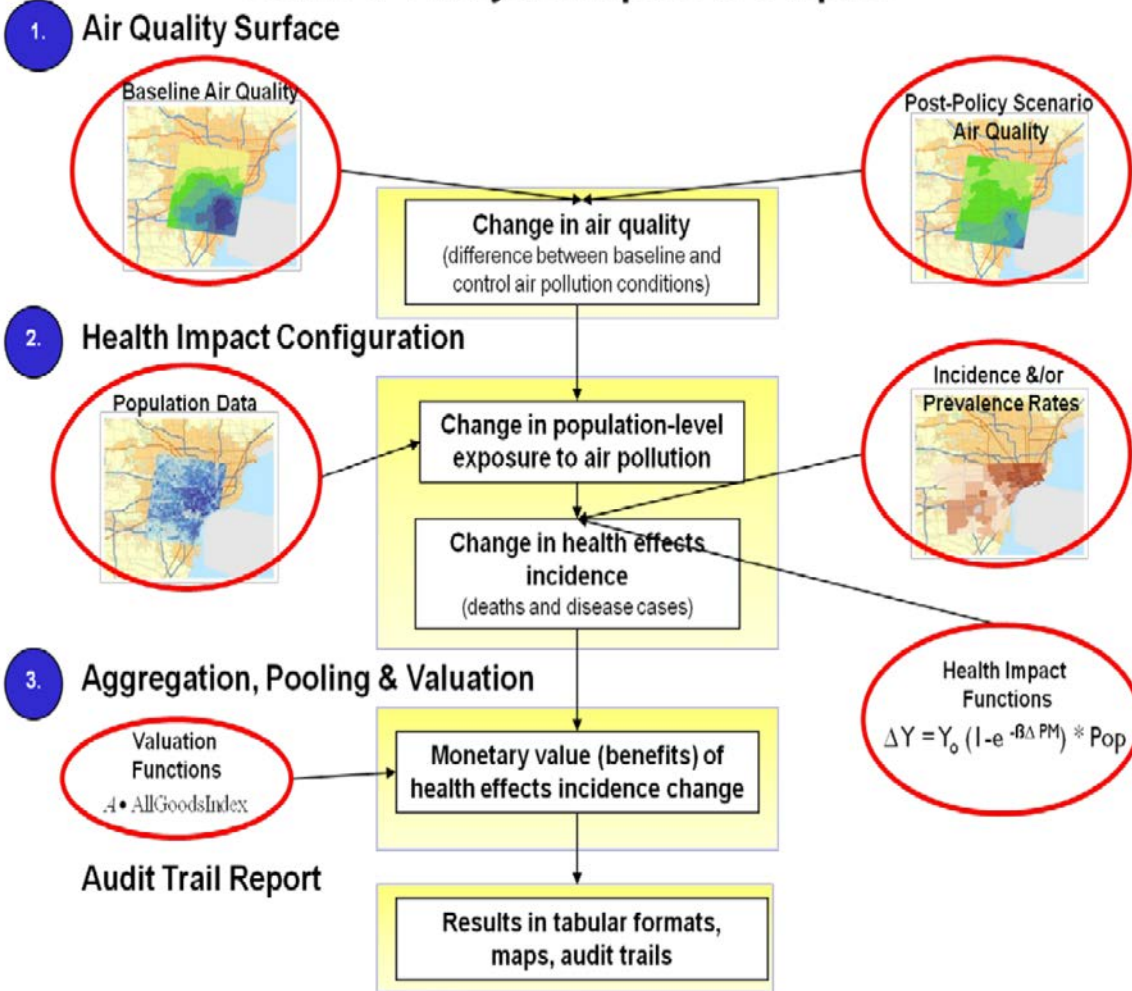 1.
Air Quality Surface
Baseline Air Quality
Post-Policy Scenario
Air Quality
Change in air quality
(difference between baseline and
control air pollution conditions)
2.
Health Impact Configuration
Population Data
Incidence &/or
Prevalence Rates
Change in population-level
exposure to air pollution
Change in health effects
incidence
(deaths and disease cases)
Health Impact
Functions
ΔY = Y₀ (1-e ⁻ᵝᐃ ᴾᴹ) * Pop
3.
Aggregation, Pooling & Valuation
Valuation
Functions
A • AllGoodsIndex
Monetary value (benefits) of
health effects incidence change
Audit Trail Report
Results in tabular formats,
maps, audit trails